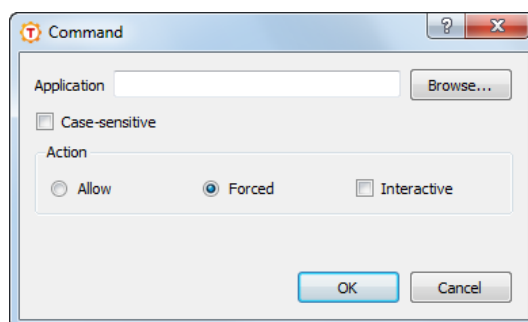 Command
Application Browse...
Case-sensitive
Action
Allow Forced Interactive
OK Cancel